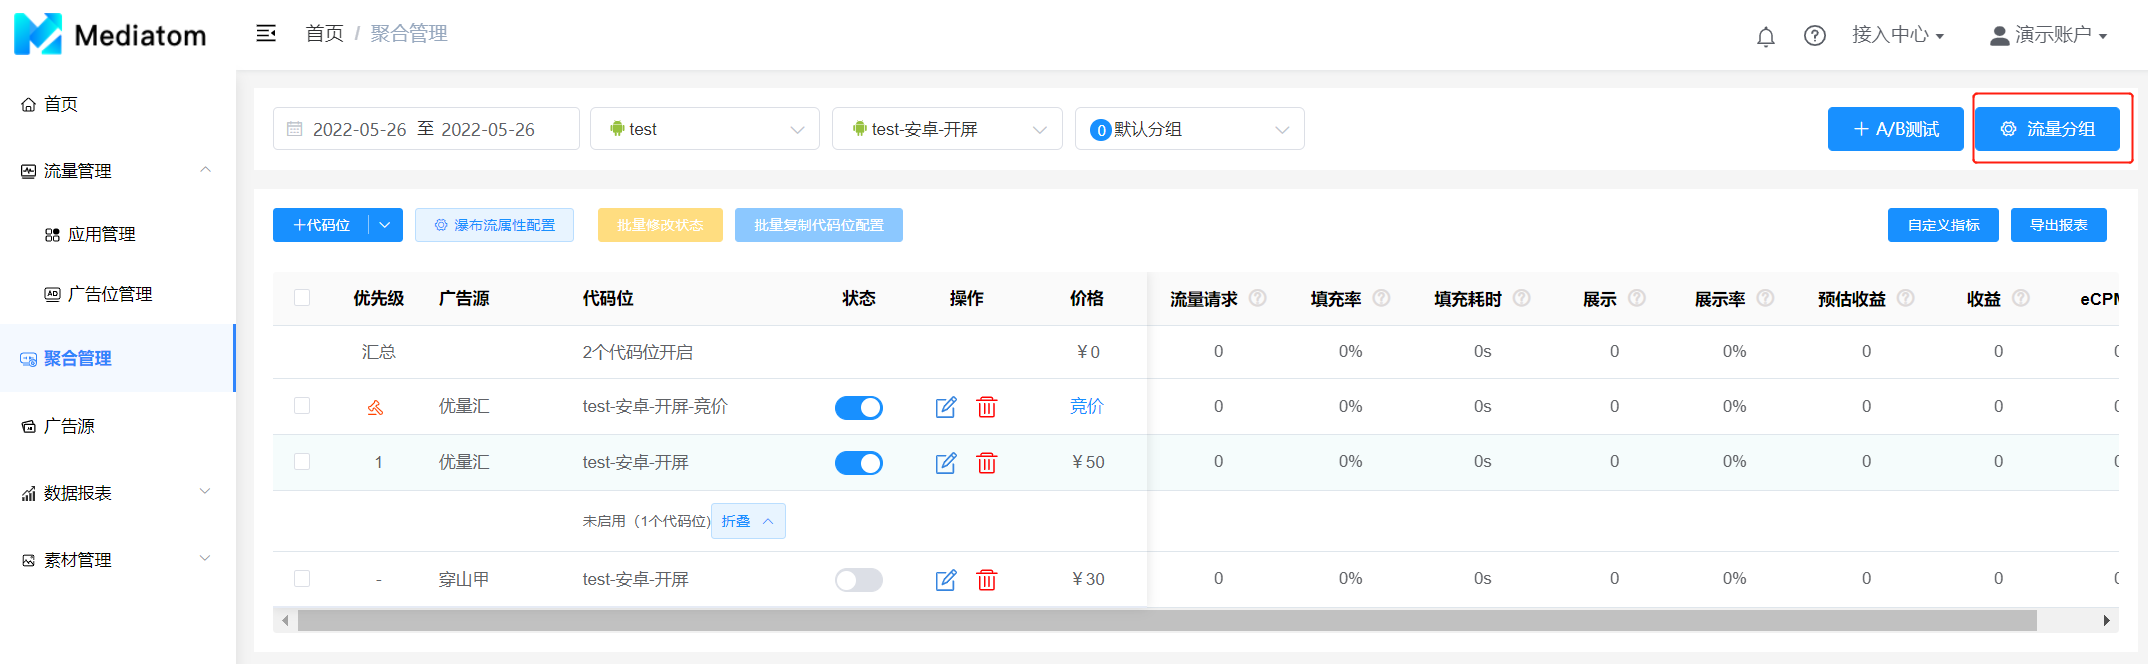 Mediatom
首页 / 聚合管理
接入中心
演示账户
首页
流量管理
应用管理
AD 广告位管理
聚合管理
广告源
数据报表
素材管理
2022-05-26 至 2022-05-26
test
test-安卓-开屏
0 默认分组
+ A/B测试
流量分组
+代码位
瀑布流属性配置
批量修改状态
批量复制代码位配置
自定义指标
导出报表
优先级 广告源 代码位 状态 操作 价格 流量请求 填充率 填充耗时 展示 展示率 预估收益 收益 eCPM
汇总 2个代码位开启 ¥0 0 0% 0s 0 0% 0 0 0
优量汇 test-安卓-开屏-竞价 竞价 0 0% 0s 0 0% 0 0 0
1 优量汇 test-安卓-开屏 ¥50 0 0% 0s 0 0% 0 0 0
未启用（1个代码位) 折叠
- 穿山甲 test-安卓-开屏 ¥30 0 0% 0s 0 0% 0 0 0